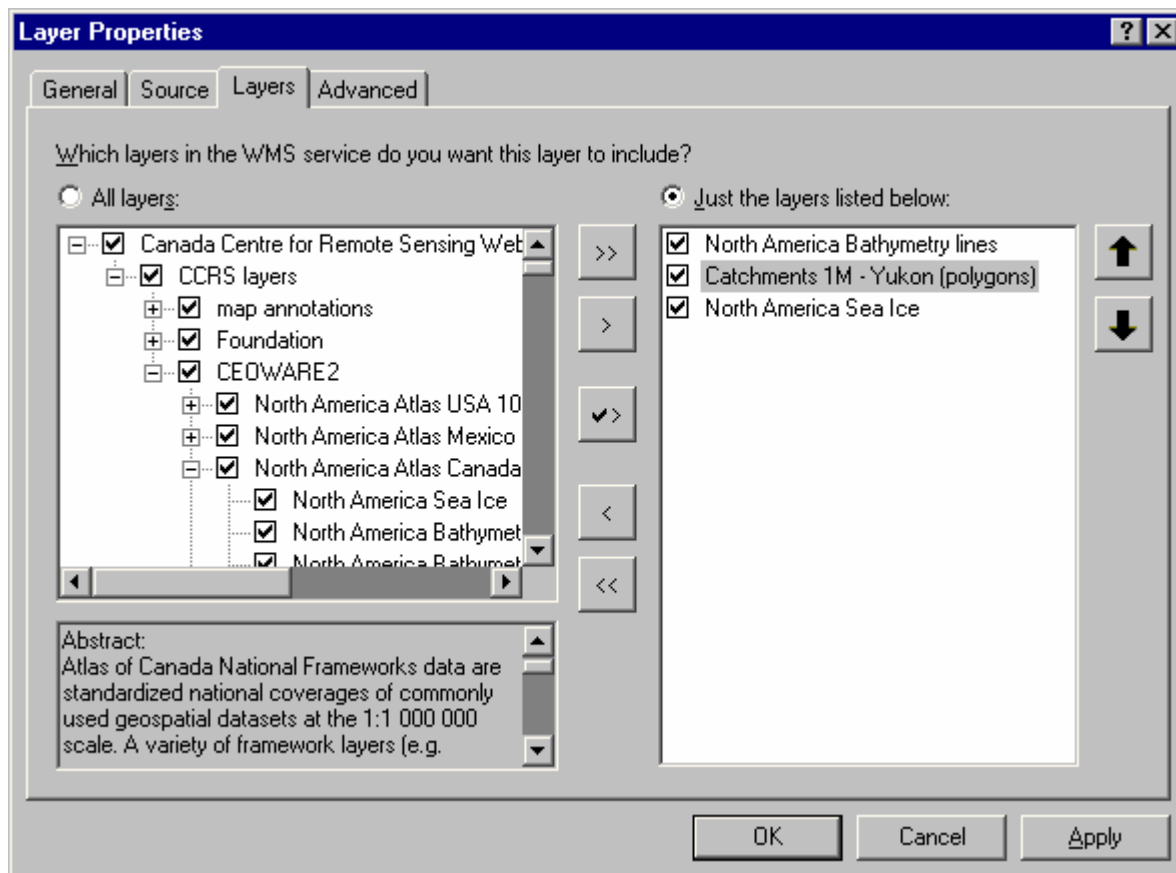 Layer Properties
General Source Layers Advanced
Which layers in the WMS service do you want this layer to include?
All layers:
Canada Centre for Remote Sensing Web
CCRS layers
map annotations
Foundation
CEOWARE2
North America Atlas USA 10
North America Atlas Mexico
North America Atlas Canada
North America Sea Ice
North America Bathymet
North America Bathymet
Abstract:
Atlas of Canada National Frameworks data are
standardized national coverages of commonly
used geospatial datasets at the 1:1 000 000
scale. A variety of framework layers (e.g.
>>
>
✔>
<
<<
Just the layers listed below:
North America Bathymetry lines
Catchments 1M - Yukon (polygons)
North America Sea Ice
OK Cancel Apply